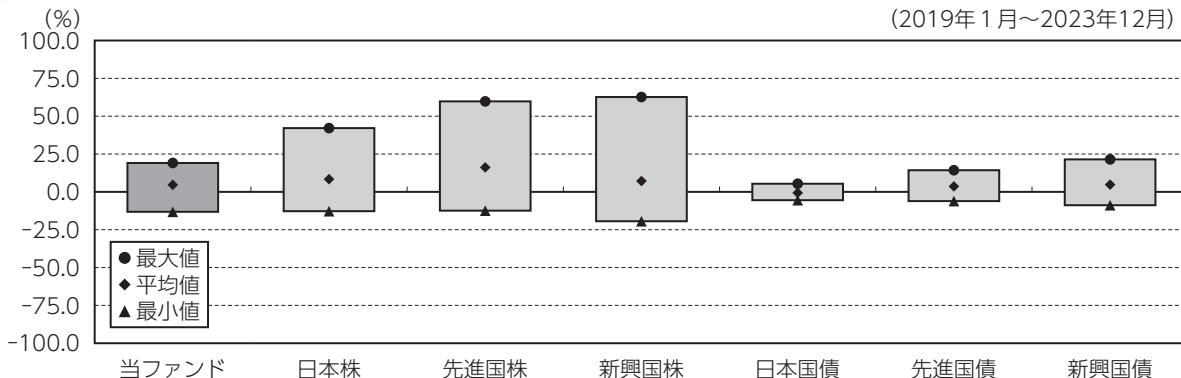 (%)
(2019年1月～2023年12月)
100.0
75.0
50.0
25.0
0.0
-25.0
-50.0
-75.0
-100.0
●最大値
◆平均値
▲最小値
当ファンド 日本株 先進国株 新興国株 日本国債 先進国債 新興国債